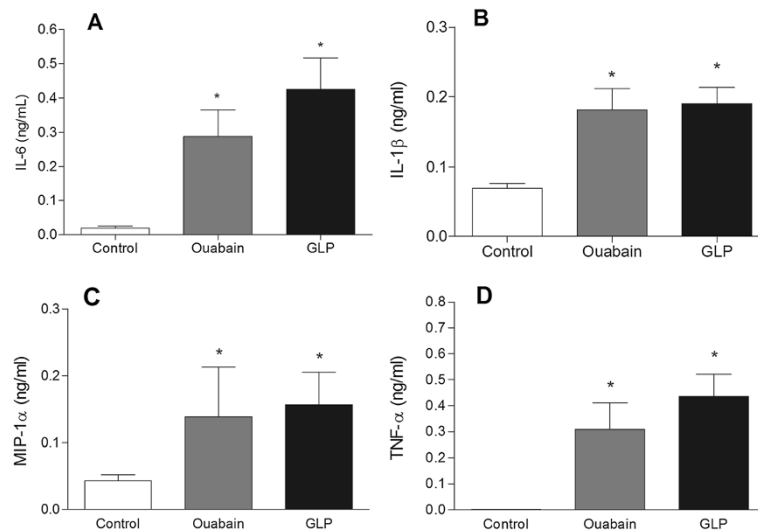 A
IL-6 (ng/mL)
0.6
0.5
0.4
0.3
0.2
0.1
0.0
*
*
Control Ouabain GLP
B
IL-1β (ng/ml)
0.3
0.2
0.1
0.0
*
*
Control Ouabain GLP
C
MIP-1α (ng/ml)
0.3
0.2
0.1
0.0
*
*
Control Ouabain GLP
D
TNF-α (ng/ml)
0.8
0.7
0.6
0.5
0.4
0.3
0.2
0.1
0.0
*
*
Control Ouabain GLP